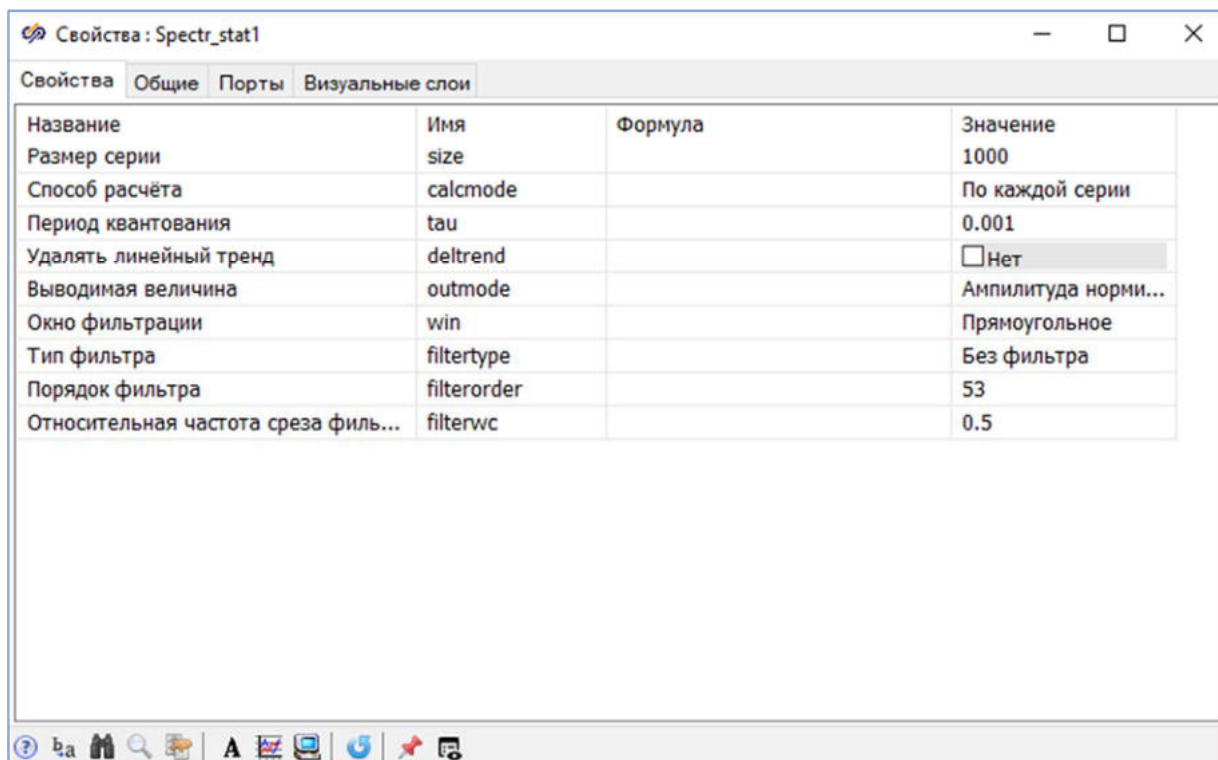 Свойства : Spectr_stat1
Свойства Общие Порты Визуальные слои
Название Имя Формула Значение
Размер серии size 1000
Способ расчёта calcmode По каждой серии
Период квантования tau 0.001
Удалять линейный тренд deltrend Нет
Выводимая величина outmode Ампилитуда норми...
Окно фильтрации win Прямоугольное
Тип фильтра filtertype Без фильтра
Порядок фильтра filterorder 53
Относительная частота среза филь... filterwc 0.5